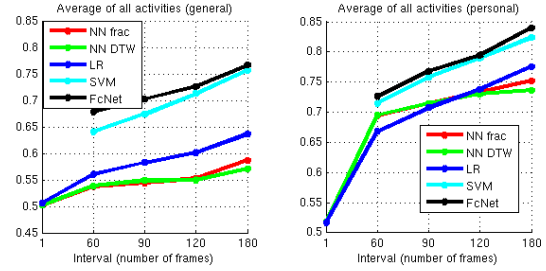 Average of all activities (general)
0.85
0.8
0.75
0.7
0.65
0.6
0.55
0.5
0.45
NN frac
NN DTW
LR
SVM
FcNet
1 60 90 120 180
Interval (number of frames)
Average of all activities (personal)
0.85
0.8
0.75
0.7
0.65
0.6
0.55
0.5
NN frac
NN DTW
LR
SVM
FcNet
1 60 90 120 180
Interval (number of frames)